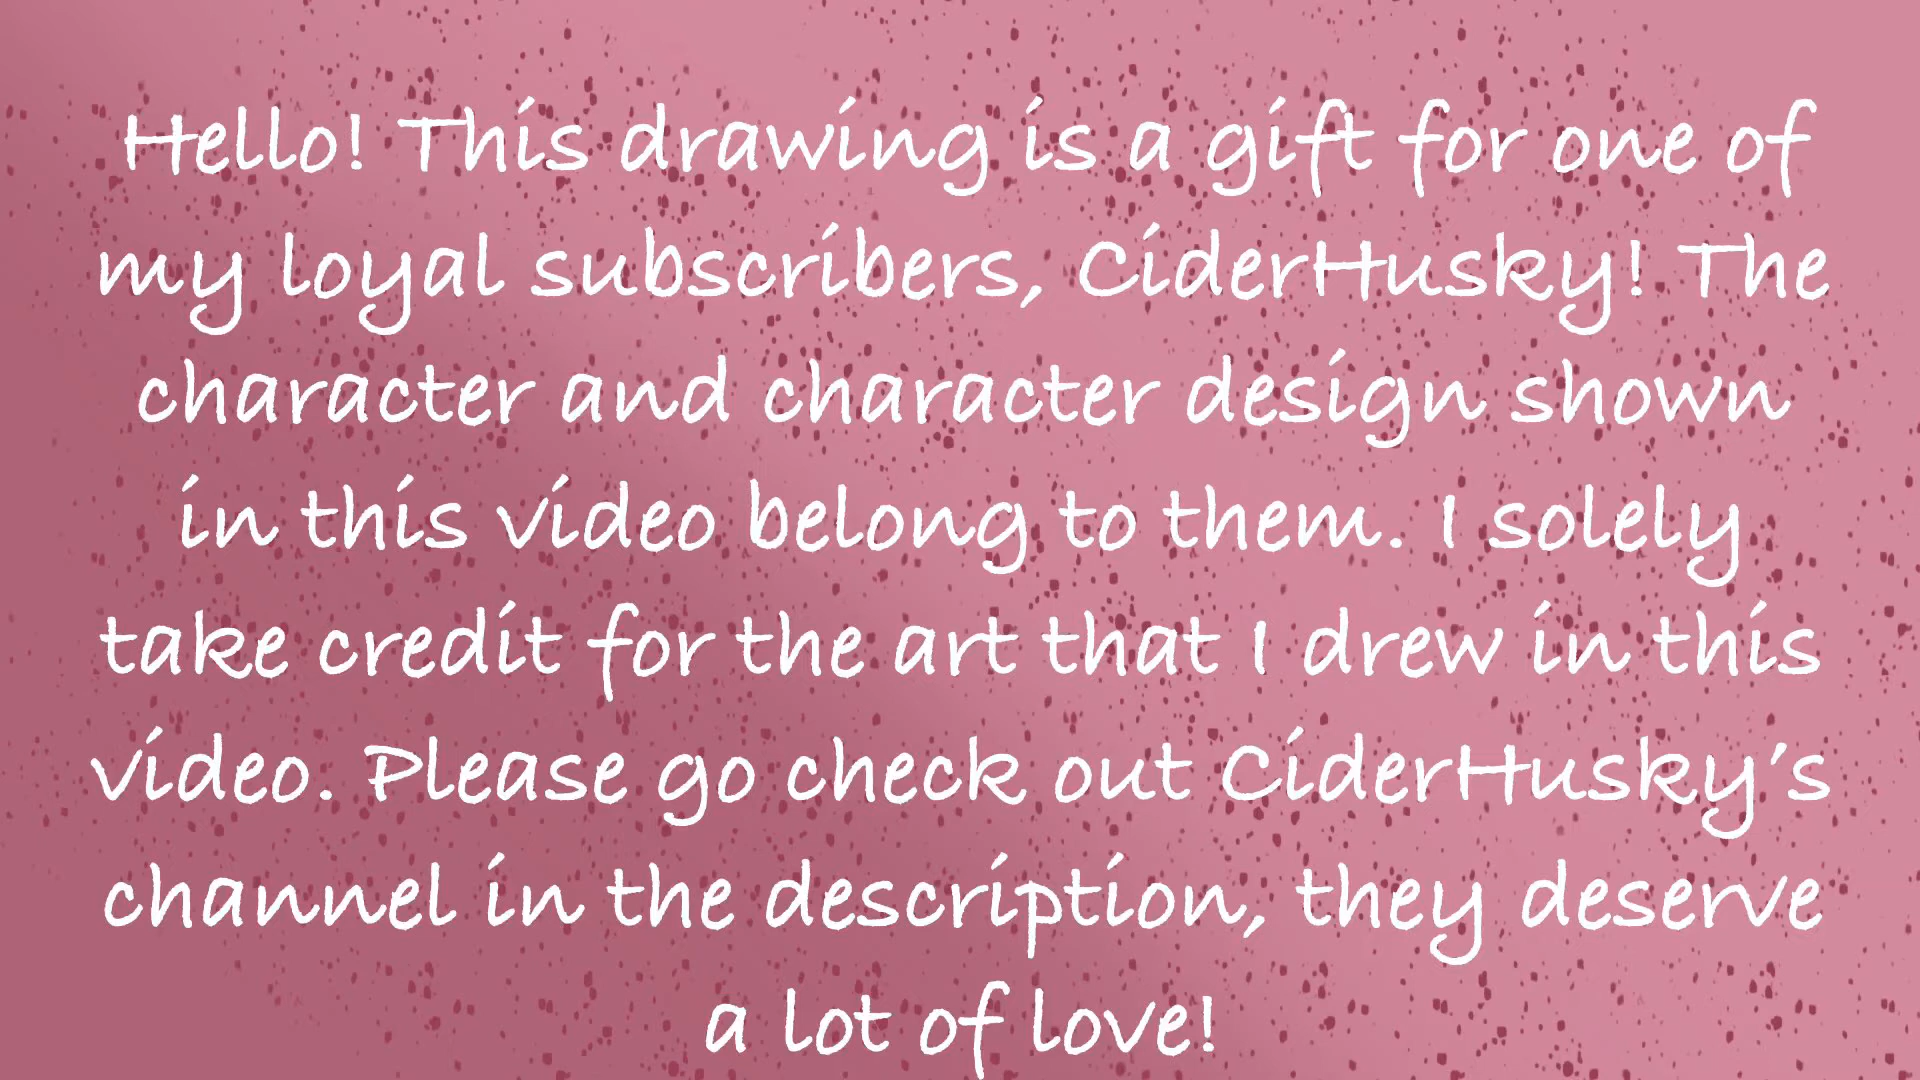 Hello! This drawing is a gift for one of
my loyal subscribers, CiderHusky! The
character and character design shown
in this video belong to them. I solely
take credit for the art that I drew in this
video. Please go check out CiderHusky's
channel in the description, they deserve
a lot of love!